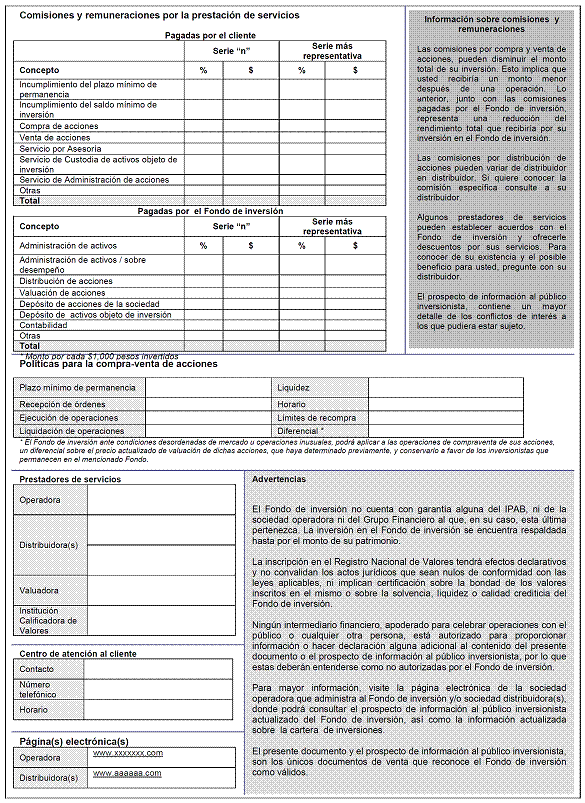 Comisiones y remuneraciones por la prestación de servicios
Pagadas por el cliente
Serie “n” Serie más
representativa
Concepto % $ % $
Incumplimiento del plazo mínimo de
permanencia
Incumplimiento del saldo mínimo de
inversión
Compra de acciones
Venta de acciones
Servicio por Asesoría
Servicio de Custodia de activos objeto de
inversión
Servicio de Administración de acciones
Otras
Total
Pagadas por el Fondo de inversión
Concepto Serie “n” Serie más
representativa
Administración de activos % $ % $
Administración de activos / sobre
desempeño
Distribución de acciones
Valuación de acciones
Depósito de acciones de la sociedad
Depósito de activos objeto de inversión
Contabilidad
Otras
Total
* Monto por cada $1,000 pesos invertidos
Información sobre comisiones y
remuneraciones
Las comisiones por compra y venta de
acciones, pueden disminuir el monto
total de su inversión. Esto implica que
usted recibiría un monto menor
después de una operación. Lo
anterior, junto con las comisiones
pagadas por el Fondo de inversión,
representa una reducción del
rendimiento total que recibiría por su
inversión en el Fondo de inversión.
Las comisiones por distribución de
acciones pueden variar de distribuidor
en distribuidor. Si quiere conocer la
comisión específica consulte a su
distribuidor.
Algunos prestadores de servicios
pueden establecer acuerdos con el
Fondo de inversión y ofrecerle
descuentos por sus servicios. Para
conocer de su existencia y el posible
beneficio para usted, pregunte con su
distribuidor.
El prospecto de información al público
inversionista, contiene un mayor
detalle de los conflictos de interés a
los que pudiera estar sujeto.
Políticas para la compra-venta de acciones
Plazo mínimo de permanencia Liquidez
Recepción de órdenes Horario
Ejecución de operaciones Límites de recompra
Liquidación de operaciones Diferencial *
* El Fondo de inversión ante condiciones desordenadas de mercado u operaciones inusuales, podrá aplicar a las operaciones de compraventa de sus acciones,
un diferencial sobre el precio actualizado de valuación de dichas acciones, que haya determinado previamente, y conservarlo a favor de los inversionistas que
permanecen en el mencionado Fondo.
Prestadores de servicios
Operadora
Distribuidora(s)
Valuadora
Institución
Calificadora de
Valores
Centro de atención al cliente
Contacto
Número
telefónico
Horario
Página(s) electrónica(s)
Operadora www.xxxxxxx.com
Distribuidora(s) www.aaaaaa.com
Advertencias
El Fondo de inversión no cuenta con garantía alguna del IPAB, ni de la
sociedad operadora ni del Grupo Financiero al que, en su caso, esta última
pertenezca. La inversión en el Fondo de inversión se encuentra respaldada
hasta por el monto de su patrimonio.
La inscripción en el Registro Nacional de Valores tendrá efectos declarativos
y no convalidan los actos jurídicos que sean nulos de conformidad con las
leyes aplicables, ni implican certificación sobre la bondad de los valores
inscritos en el mismo o sobre la solvencia, liquidez o calidad crediticia del
Fondo de inversión.
Ningún intermediario financiero, apoderado para celebrar operaciones con el
público o cualquier otra persona, está autorizado para proporcionar
información o hacer declaración alguna adicional al contenido del presente
documento o el prospecto de información al público inversionista, por lo que
estas deberán entenderse como no autorizadas por el Fondo de inversión.
Para mayor información, visite la página electrónica de la sociedad
operadora que administra al Fondo de inversión y/o sociedad distribuidora(s),
donde podrá consultar el prospecto de información al público inversionista
actualizado del Fondo de inversión, así como la información actualizada
sobre la cartera de inversiones.
El presente documento y el prospecto de información al público inversionista,
son los únicos documentos de venta que reconoce el Fondo de inversión
como válidos.